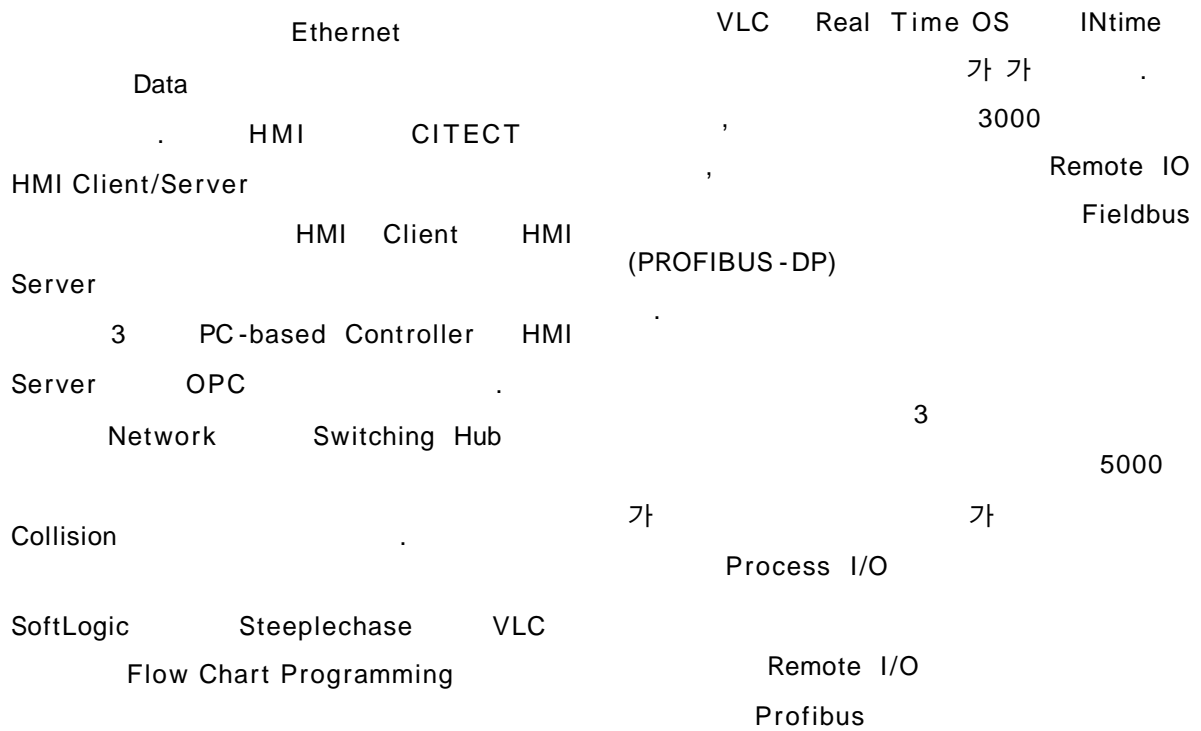 Ethernet
Data
. HMI CITECT
HMI Client/Server
HMI Client HMI
Server
3 PC-based Controller HMI
Server OPC .
Network Switching Hub
Collision .
SoftLogic Steeplechase VLC
Flow Chart Programming
VLC Real Time OS INtime
가 가 .
, 3000
, Remote IO
Fieldbus
(PROFIBUS-DP)
.
3
5000
가 가
Process I/O
Remote I/O
Profibus